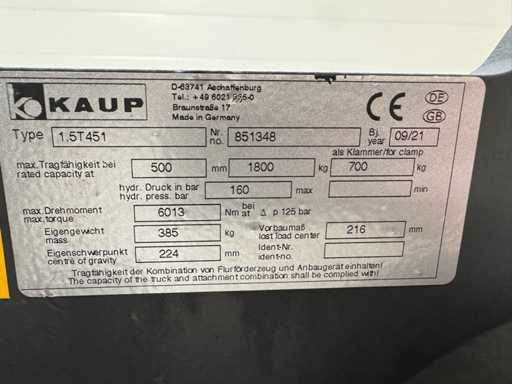 KAUP
D-63741 Aschaffenburg
Tel.: +49 6021 865-0
Braunstraße 17
Made in Germany
CE
DE
GB
Type 1.5T451 Nr. no. 851348 Bj. year 09/21
als Klammer/for clamp
max.Tragfähigkeit bei
rated capacity at 500 mm 1800 kg 700 kg
hydr. Druck in bar
hydr. press. bar 160 max min
max.Drehmoment
max.torque 6013 Nm at bei Δ p 125 bar
Eigengewicht
mass 385 kg
Vorbaumaß
lost load center 216 mm
Eigenschwerpunkt
centre of gravity 224 mm
Ident-Nr.
ident-no.
Tragfähigkeit der Kombination von Flurförderzeug und Anbaugerät einhalten!
The capacity of the truck and attachment combination shall be complied with!